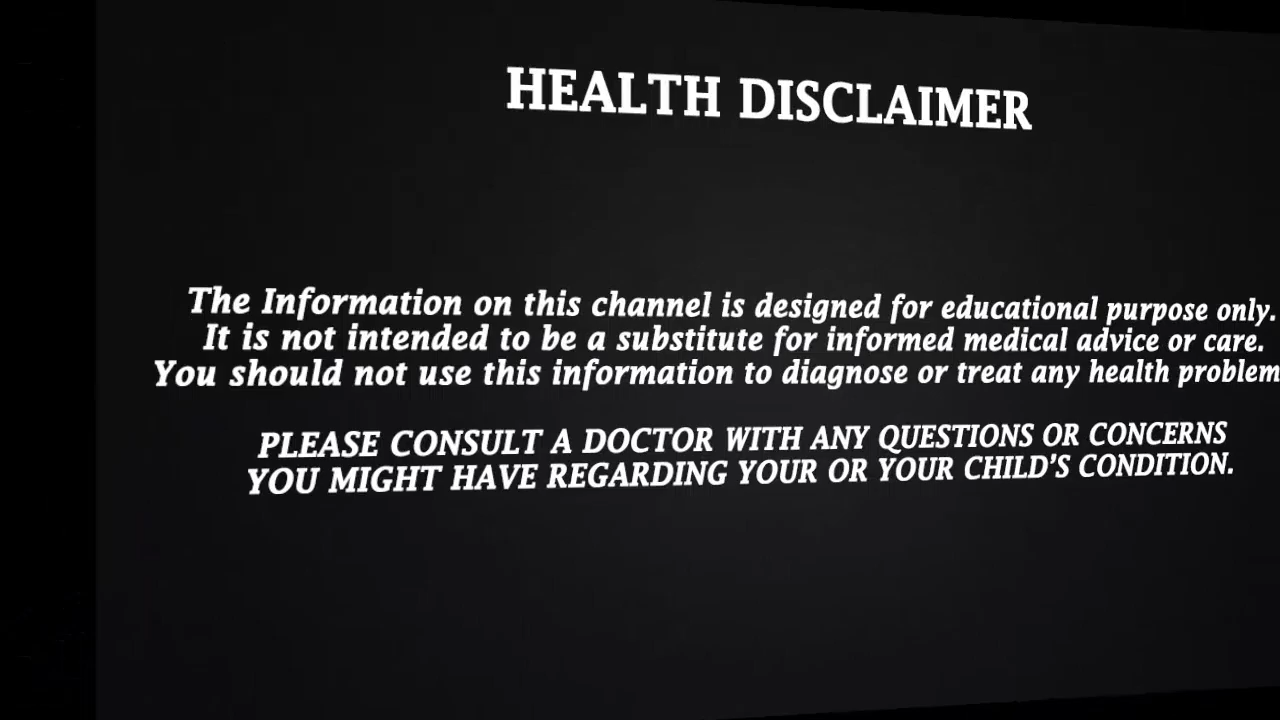 HEALTH DISCLAIMER
The Information on this channel is designed for educational purpose only.
It is not intended to be a substitute for informed medical advice or care.
You should not use this information to diagnose or treat any health problem
PLEASE CONSULT A DOCTOR WITH ANY QUESTIONS OR CONCERNS
YOU MIGHT HAVE REGARDING YOUR OR YOUR CHILD'S CONDITION.